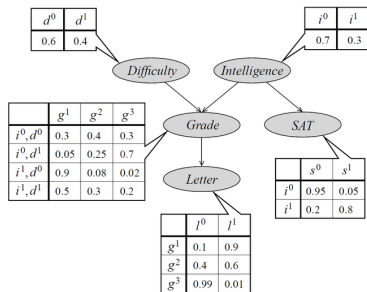 d⁰ d¹
0.6 0.4
i⁰ i¹
0.7 0.3
Difficulty
Intelligence
g¹ g² g³
i⁰,d⁰ 0.3 0.4 0.3
i⁰,d¹ 0.05 0.25 0.7
i¹,d⁰ 0.9 0.08 0.02
i¹,d¹ 0.5 0.3 0.2
Grade
SAT
Letter
s⁰ s¹
i⁰ 0.95 0.05
i¹ 0.2 0.8
l⁰ l¹
g¹ 0.1 0.9
g² 0.4 0.6
g³ 0.99 0.01